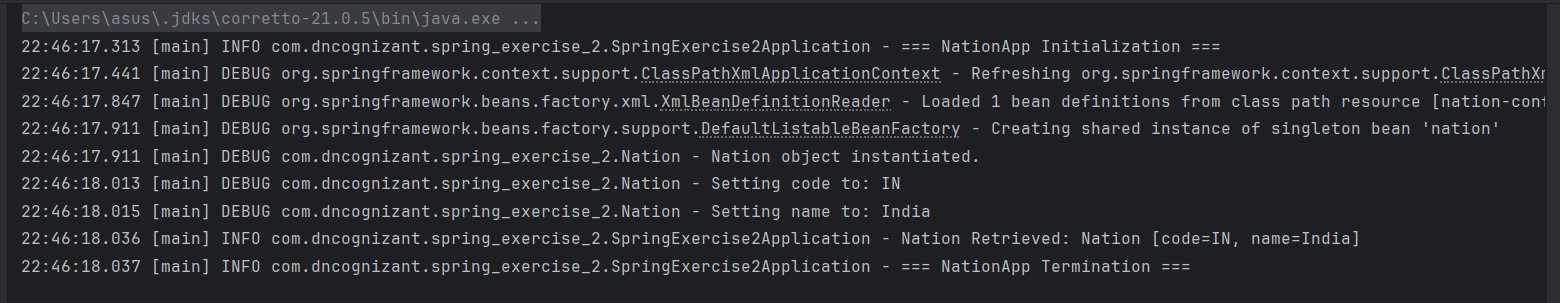 C:\Users\asus\.jdks\corretto-21.0.5\bin\java.exe ...
22:46:17.313 [main] INFO com.dncognizant.spring_exercise_2.SpringExercise2Application - === NationApp Initialization ===
22:46:17.441 [main] DEBUG org.springframework.context.support.ClassPathXmlApplicationContext - Refreshing org.springframework.context.support.ClassPathXm
22:46:17.847 [main] DEBUG org.springframework.beans.factory.xml.XmlBeanDefinitionReader - Loaded 1 bean definitions from class path resource [nation-conf
22:46:17.911 [main] DEBUG org.springframework.beans.factory.support.DefaultListableBeanFactory - Creating shared instance of singleton bean 'nation'
22:46:17.911 [main] DEBUG com.dncognizant.spring_exercise_2.Nation - Nation object instantiated.
22:46:18.013 [main] DEBUG com.dncognizant.spring_exercise_2.Nation - Setting code to: IN
22:46:18.015 [main] DEBUG com.dncognizant.spring_exercise_2.Nation - Setting name to: India
22:46:18.036 [main] INFO com.dncognizant.spring_exercise_2.SpringExercise2Application - Nation Retrieved: Nation [code=IN, name=India]
22:46:18.037 [main] INFO com.dncognizant.spring_exercise_2.SpringExercise2Application - === NationApp Termination ===